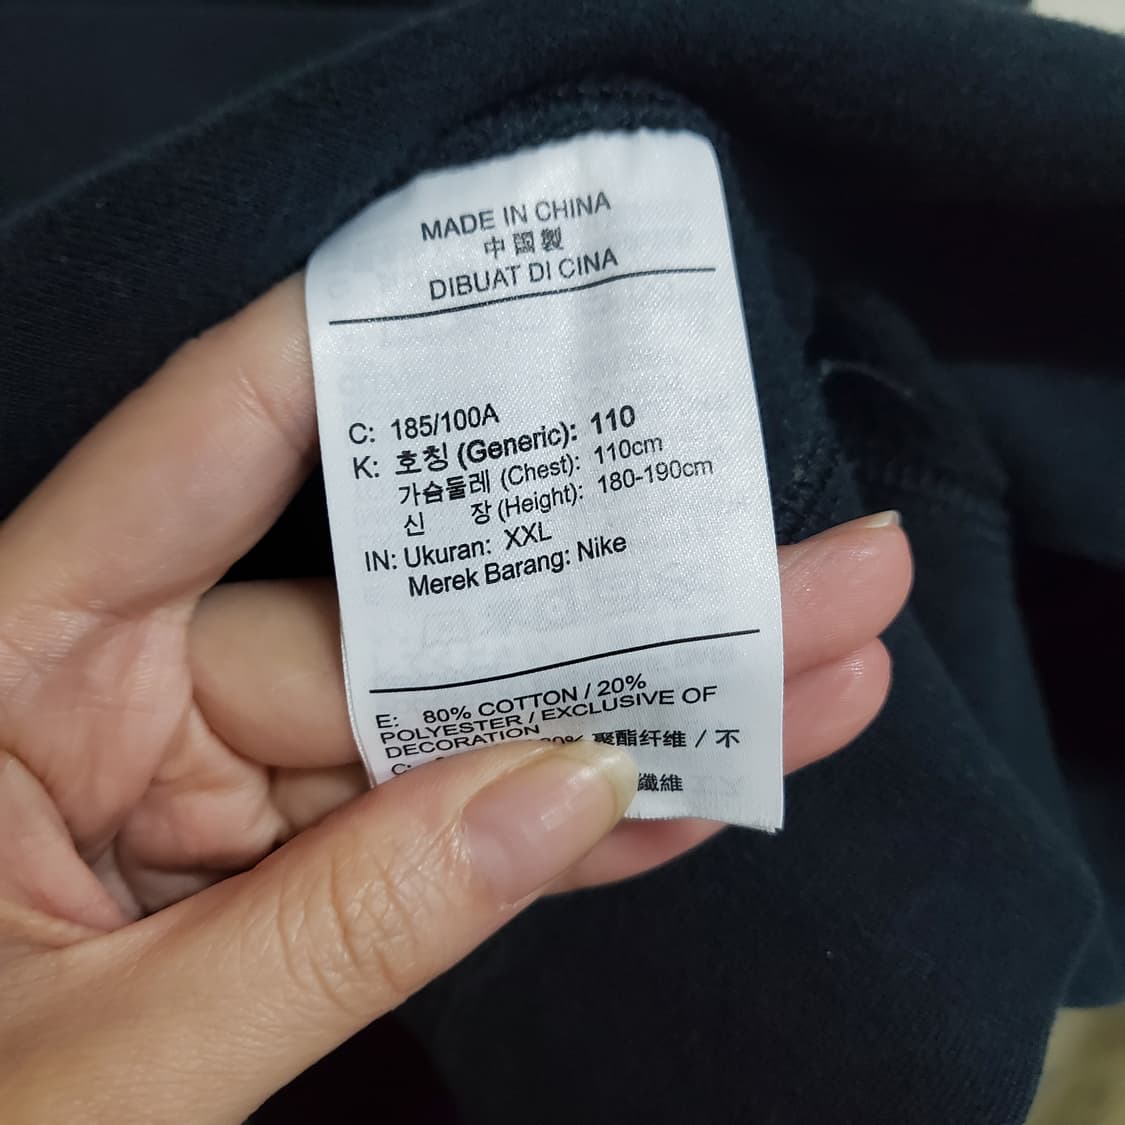 MADE IN CHINA
中國製
DIBUAT DI CINA
C: 185/100A
K: 호칭 (Generic): 110
가슴둘레 (Chest): 110cm
신 장 (Height): 180-190cm
IN: Ukuran: XXL
Merek Barang: Nike
E: 80% COTTON / 20%
POLYESTER / EXCLUSIVE OF
DECORATION
C: 聚酯纤维 / 不
纖維